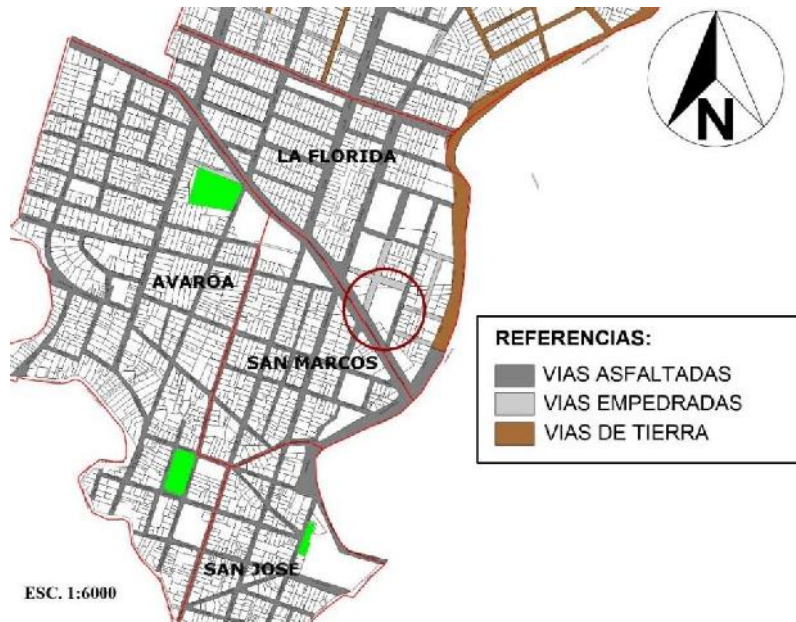 N
LA FLORIDA
AVAROA
SAN MARCOS
REFERENCIAS:
VIAS ASFALTADAS
VIAS EMPEDRADAS
VIAS DE TIERRA
SAN JOSE
ESC. 1:6000